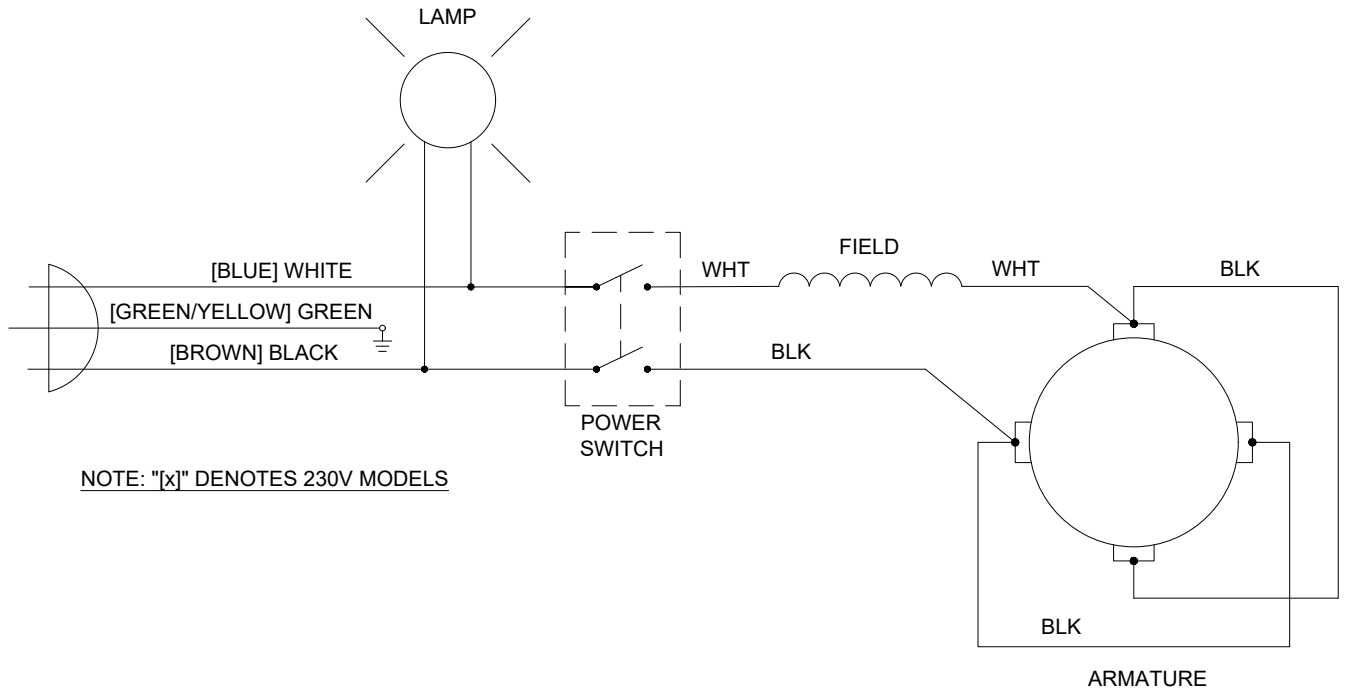 LAMP
[BLUE] WHITE
[GREEN/YELLOW] GREEN
[BROWN] BLACK
POWER
SWITCH
WHT
FIELD
WHT
BLK
BLK
BLK
ARMATURE
NOTE: "[x]" DENOTES 230V MODELS